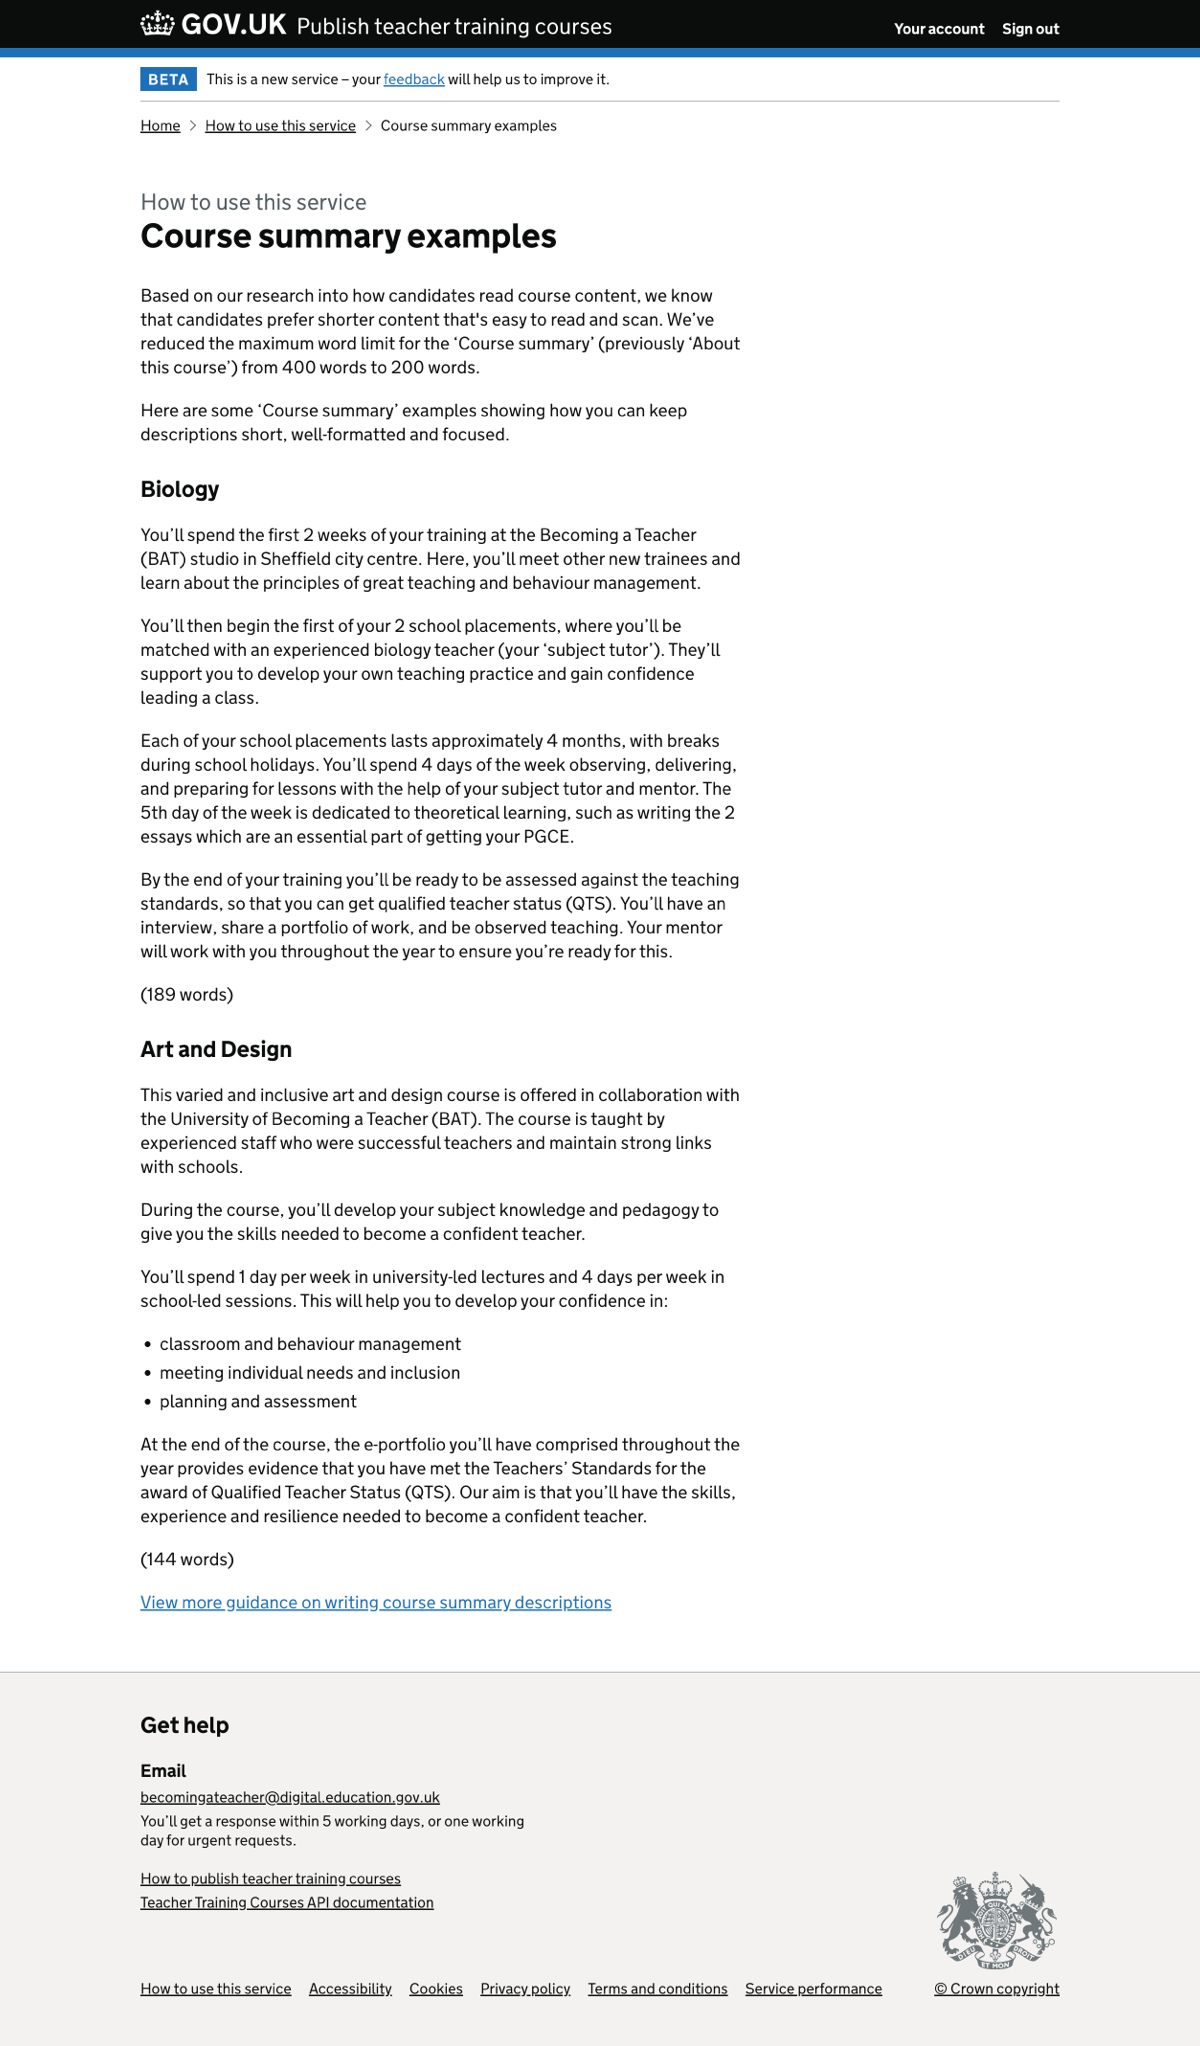 GOV.UK Publish teacher training courses Your account Sign out
BETA This is a new service – your feedback will help us to improve it.
Home > How to use this service > Course summary examples
How to use this service
Course summary examples
Based on our research into how candidates read course content, we know
that candidates prefer shorter content that's easy to read and scan. We’ve
reduced the maximum word limit for the ‘Course summary’ (previously ‘About
this course’) from 400 words to 200 words.
Here are some ‘Course summary’ examples showing how you can keep
descriptions short, well-formatted and focused.
Biology
You’ll spend the first 2 weeks of your training at the Becoming a Teacher
(BAT) studio in Sheffield city centre. Here, you’ll meet other new trainees and
learn about the principles of great teaching and behaviour management.
You’ll then begin the first of your 2 school placements, where you’ll be
matched with an experienced biology teacher (your ‘subject tutor’). They’ll
support you to develop your own teaching practice and gain confidence
leading a class.
Each of your school placements lasts approximately 4 months, with breaks
during school holidays. You’ll spend 4 days of the week observing, delivering,
and preparing for lessons with the help of your subject tutor and mentor. The
5th day of the week is dedicated to theoretical learning, such as writing the 2
essays which are an essential part of getting your PGCE.
By the end of your training you’ll be ready to be assessed against the teaching
standards, so that you can get qualified teacher status (QTS). You’ll have an
interview, share a portfolio of work, and be observed teaching. Your mentor
will work with you throughout the year to ensure you’re ready for this.
(189 words)
Art and Design
This varied and inclusive art and design course is offered in collaboration with
the University of Becoming a Teacher (BAT). The course is taught by
experienced staff who were successful teachers and maintain strong links
with schools.
During the course, you’ll develop your subject knowledge and pedagogy to
give you the skills needed to become a confident teacher.
You’ll spend 1 day per week in university-led lectures and 4 days per week in
school-led sessions. This will help you to develop your confidence in:
• classroom and behaviour management
• meeting individual needs and inclusion
• planning and assessment
At the end of the course, the e-portfolio you’ll have comprised throughout the
year provides evidence that you have met the Teachers’ Standards for the
award of Qualified Teacher Status (QTS). Our aim is that you’ll have the skills,
experience and resilience needed to become a confident teacher.
(144 words)
View more guidance on writing course summary descriptions
Get help
Email
becomingateacher@digital.education.gov.uk
You’ll get a response within 5 working days, or one working
day for urgent requests.
How to publish teacher training courses
Teacher Training Courses API documentation
DIEU ET MON DROIT
How to use this service Accessibility Cookies Privacy policy Terms and conditions Service performance © Crown copyright